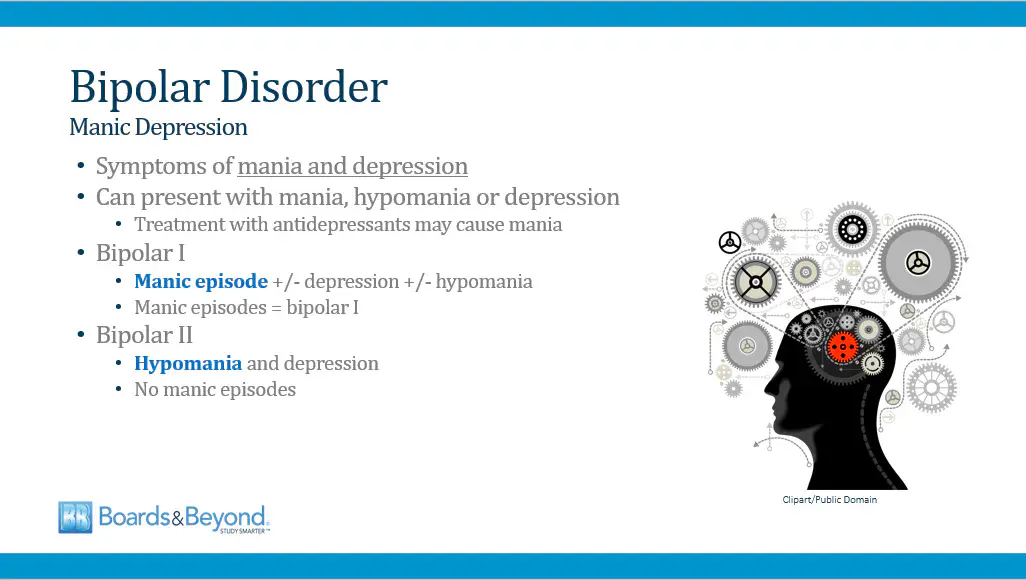 Bipolar Disorder
Manic Depression
• Symptoms of mania and depression
• Can present with mania, hypomania or depression
• Treatment with antidepressants may cause mania
• Bipolar I
• Manic episode +/- depression +/- hypomania
• Manic episodes = bipolar I
• Bipolar II
• Hypomania and depression
• No manic episodes
Clipart/Public Domain
BB Boards&Beyond®
STUDY SMARTER™